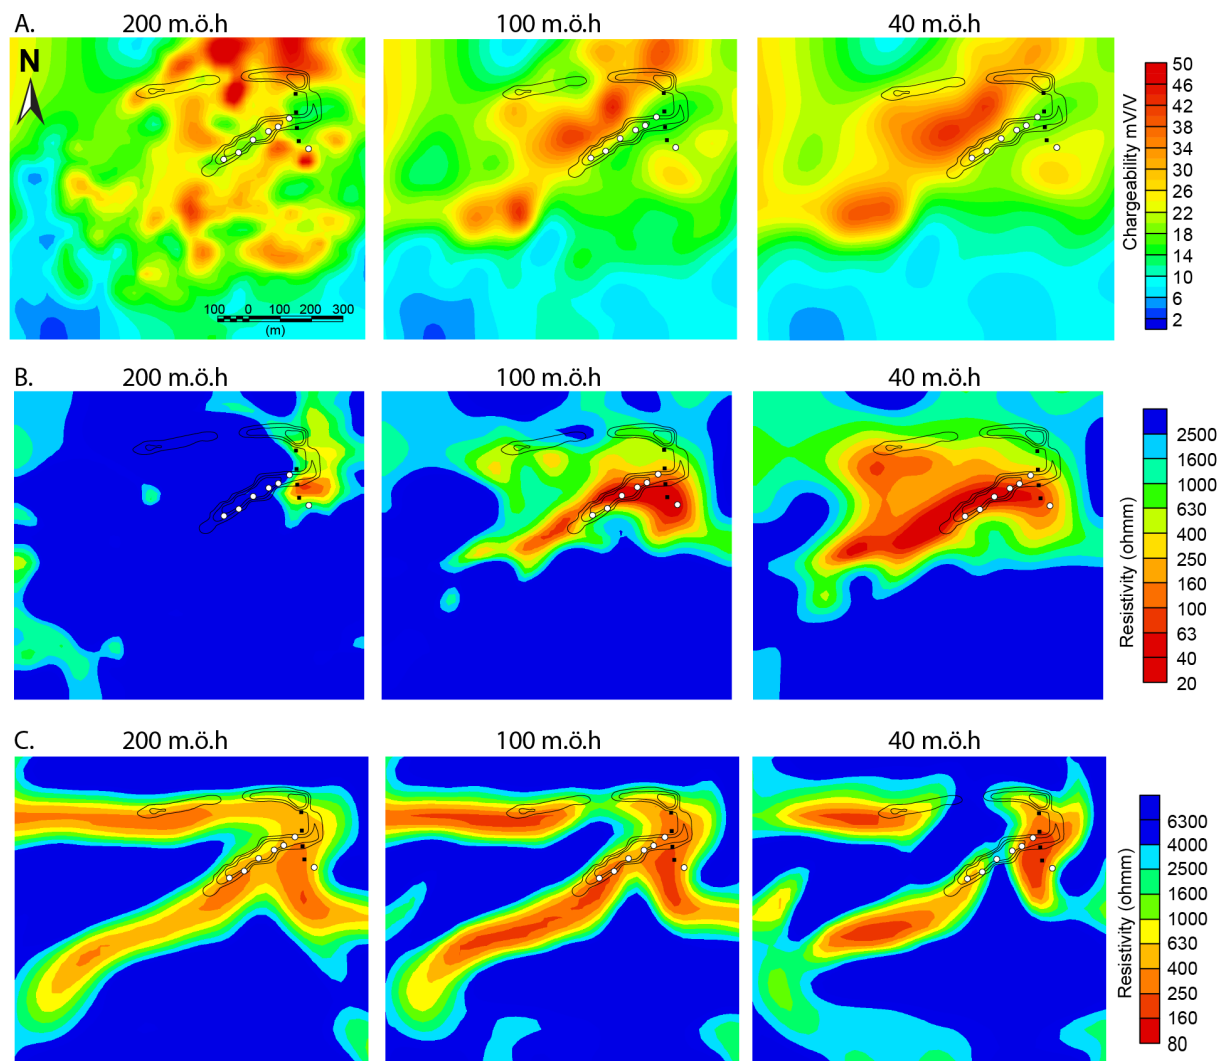 A.
200 m.ö.h
100 m.ö.h
40 m.ö.h
N
100 0 100 200 300
(m)
Chargeability mV/V
50
46
42
38
34
30
26
22
18
14
10
6
2
B.
200 m.ö.h
100 m.ö.h
40 m.ö.h
Resistivity (ohmm)
2500
1600
1000
630
400
250
160
100
63
40
20
C.
200 m.ö.h
100 m.ö.h
40 m.ö.h
Resistivity (ohmm)
6300
4000
2500
1600
1000
630
400
250
160
80